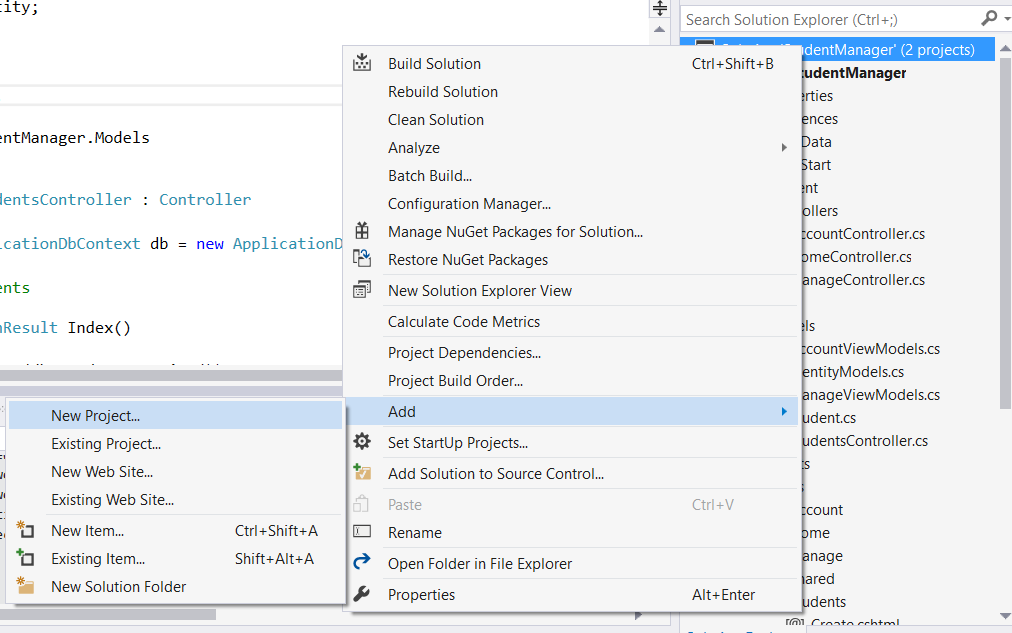 tity;
entManager.Models
dentsController : Controller
icationDbContext db = new ApplicationD
ents
nResult Index()
Build Solution Ctrl+Shift+B
Rebuild Solution
Clean Solution
Analyze
Batch Build...
Configuration Manager...
Manage NuGet Packages for Solution...
Restore NuGet Packages
New Solution Explorer View
Calculate Code Metrics
Project Dependencies...
Project Build Order...
Add
Set StartUp Projects...
Add Solution to Source Control...
Paste Ctrl+V
Rename
Open Folder in File Explorer
Properties Alt+Enter
New Project...
Existing Project...
New Web Site...
Existing Web Site...
New Item... Ctrl+Shift+A
Existing Item... Shift+Alt+A
New Solution Folder
Search Solution Explorer (Ctrl+;)
udentManager' (2 projects)
tudentManager
erties
ences
Data
Start
ent
ollers
ccountController.cs
omeController.cs
anageController.cs
els
ccountViewModels.cs
entityModels.cs
anageViewModels.cs
udent.cs
udentsController.cs
ts
s
ccount
ome
anage
hared
udents
Create.cshtml